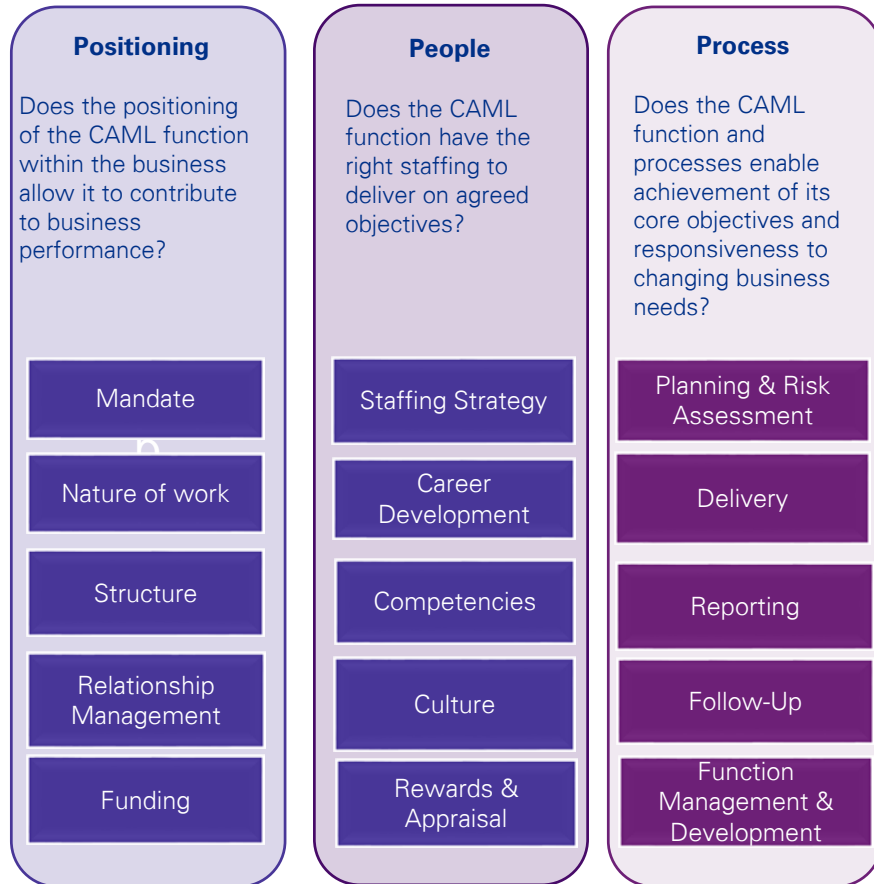 Positioning
Does the positioning
of the CAML function
within the business
allow it to contribute
to business
performance?
Mandate
Nature of work
Structure
Relationship
Management
Funding
People
Does the CAML
function have the
right staffing to
deliver on agreed
objectives?
Staffing Strategy
Career
Development
Competencies
Culture
Rewards &
Appraisal
Process
Does the CAML
function and
processes enable
achievement of its
core objectives and
responsiveness to
changing business
needs?
Planning & Risk
Assessment
Delivery
Reporting
Follow-Up
Function
Management &
Development